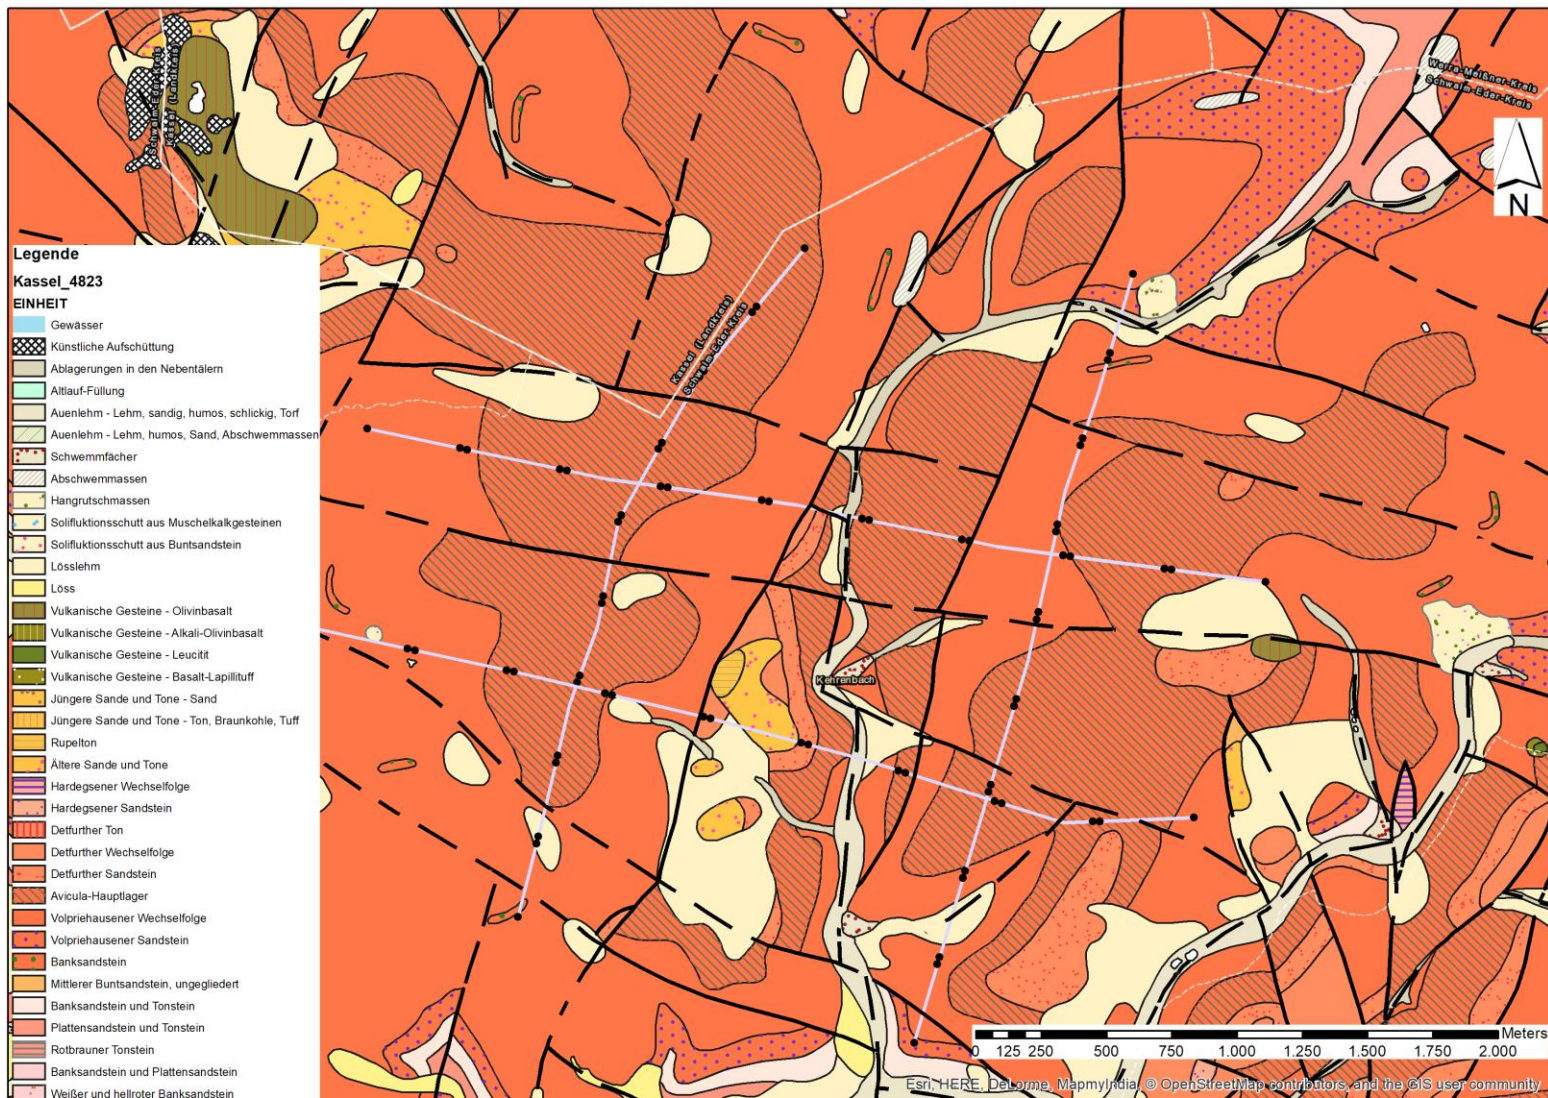 Schwalm-Eder-Kreis
Kassel (Landkreis)
Werra-Meißner-Kreis
Schwalm-Eder-Kreis
N
Kassel (Landkreis)
Schwalm-Eder-Kreis
Kehrenbach
Legende
Kassel_4823
EINHEIT
Gewässer
Künstliche Aufschüttung
Ablagerungen in den Nebentälern
Altlauf-Füllung
Auenlehm - Lehm, sandig, humos, schlickig, Torf
Auenlehm - Lehm, humos, Sand, Abschwemmassen
Schwemmfächer
Abschwemmassen
Hangrutschmassen
Solifluktionsschutt aus Muschelkalkgesteinen
Solifluktionsschutt aus Buntsandstein
Lösslehm
Löss
Vulkanische Gesteine - Olivinbasalt
Vulkanische Gesteine - Alkali-Olivinbasalt
Vulkanische Gesteine - Leucitit
Vulkanische Gesteine - Basalt-Lapillituff
Jüngere Sande und Tone - Sand
Jüngere Sande und Tone - Ton, Braunkohle, Tuff
Rupelton
Ältere Sande und Tone
Hardegsener Wechselfolge
Hardegsener Sandstein
Detfurther Ton
Detfurther Wechselfolge
Detfurther Sandstein
Avicula-Hauptlager
Volpriehausener Wechselfolge
Volpriehausener Sandstein
Banksandstein
Mittlerer Buntsandstein, ungegliedert
Banksandstein und Tonstein
Plattensandstein und Tonstein
Rotbrauner Tonstein
Banksandstein und Plattensandstein
Weißer und hellroter Banksandstein
Meters
0 125 250 500 750 1.000 1.250 1.500 1.750 2.000
Esri, HERE, DeLorme, MapmyIndia, © OpenStreetMap contributors, and the GIS user community